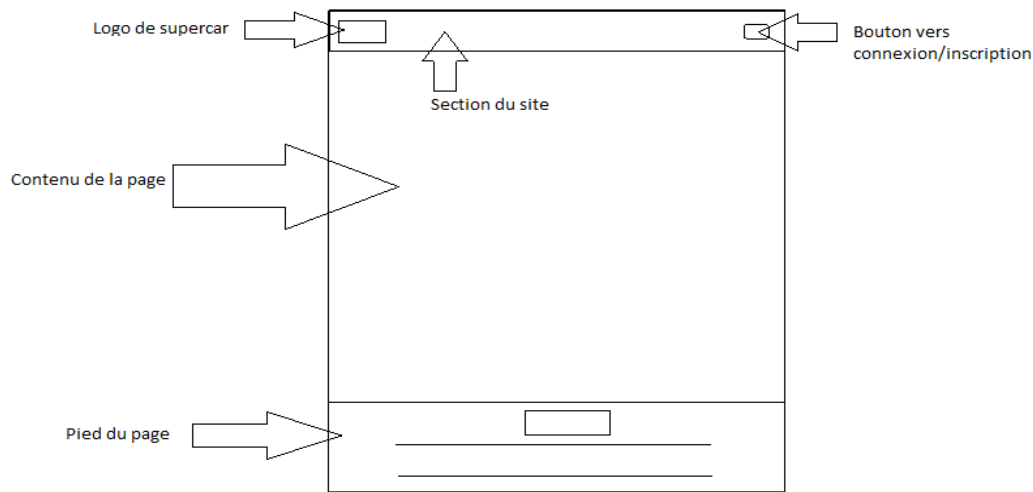 Logo de supercar
Bouton vers
connexion/inscription
Section du site
Contenu de la page
Pied du page